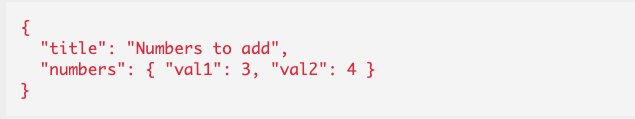 {
  "title": "Numbers to add",
  "numbers": { "val1": 3, "val2": 4 }
}